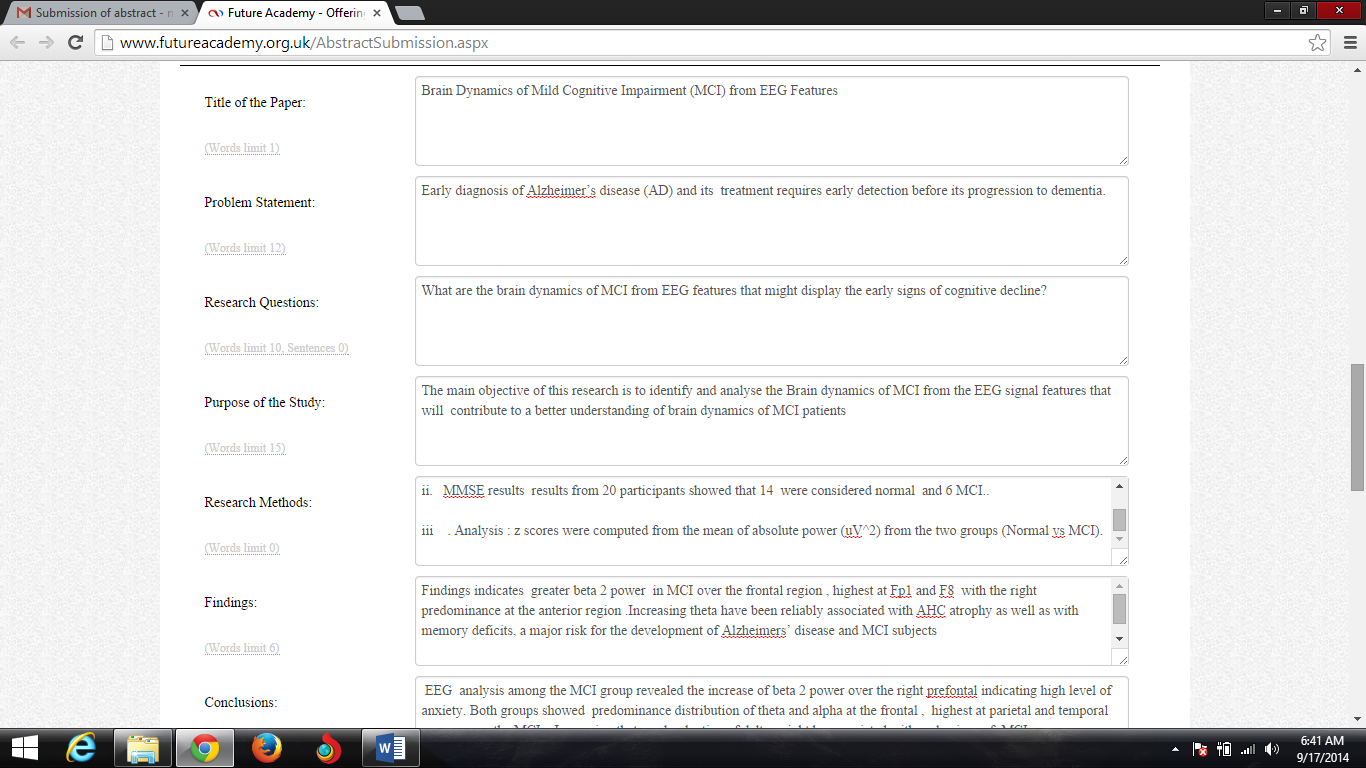 Submission of abstract - n
Future Academy - Offerin
www.futureacademy.org.uk/AbstractSubmission.aspx
Title of the Paper:
(Words limit 1)
Brain Dynamics of Mild Cognitive Impairment (MCI) from EEG Features
Problem Statement:
(Words limit 12)
Early diagnosis of Alzheimer’s disease (AD) and its  treatment requires early detection before its progression to dementia.
Research Questions:
(Words limit 10, Sentences 0)
What are the brain dynamics of MCI from EEG features that might display the early signs of cognitive decline?
Purpose of the Study:
(Words limit 15)
The main objective of this research is to identify and analyse the Brain dynamics of MCI from the EEG signal features that
will  contribute to a better understanding of brain dynamics of MCI patients
Research Methods:
(Words limit 0)
ii.   MMSE results  results from 20 participants showed that 14  were considered normal  and 6 MCI..
iii    . Analysis : z scores were computed from the mean of absolute power (uV^2) from the two groups (Normal vs MCI).
Findings:
(Words limit 6)
Findings indicates  greater beta 2 power  in MCI over the frontal region , highest at Fp1 and F8  with the right
predominance at the anterior region .Increasing theta have been reliably associated with AHC atrophy as well as with
memory deficits, a major risk for the development of Alzheimers’ disease and MCI subjects
Conclusions:
EEG  analysis among the MCI group revealed the increase of beta 2 power over the right prefontal indicating high level of
anxiety. Both groups showed  predominance distribution of theta and alpha at the frontal ,  highest at parietal and temporal
6:41 AM
9/17/2014